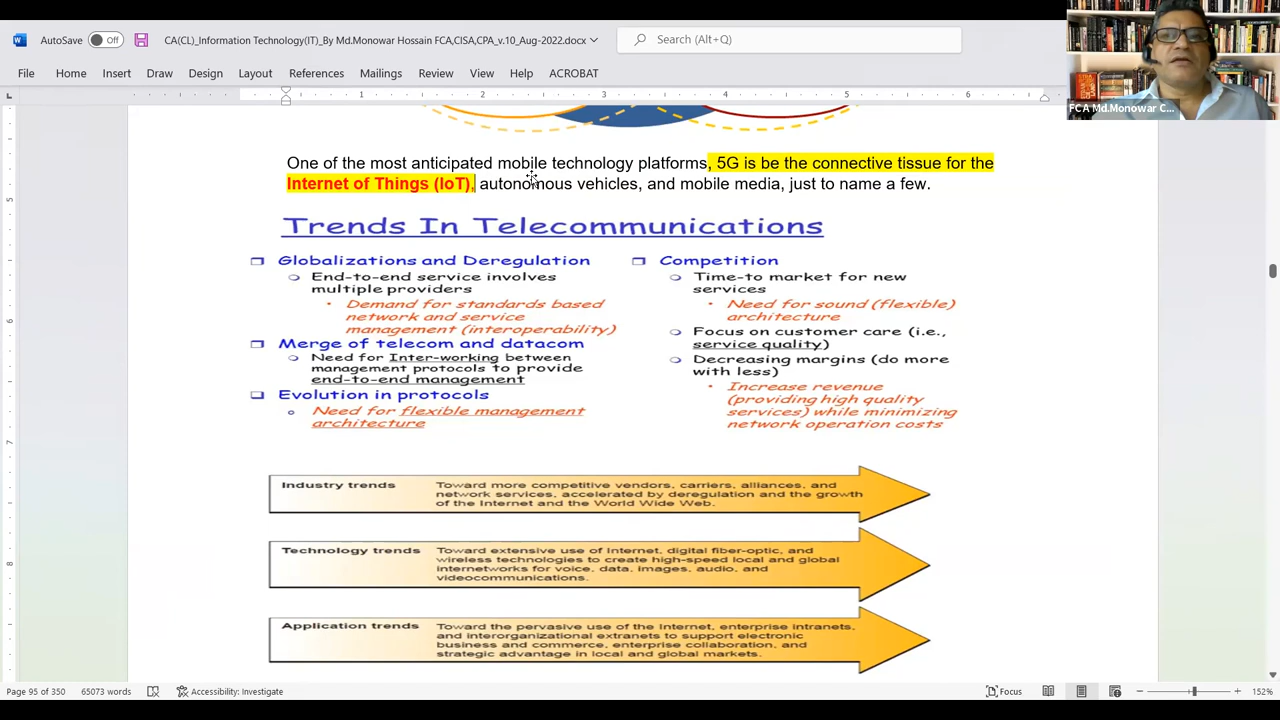 AutoSave Off CA(CL)_Information Technology(IT)_By Md.Monowar Hossain FCA,CISA,CPA_v.10_Aug-2022.docx Search (Alt+Q)
File Home Insert Draw Design Layout References Mailings Review View Help ACROBAT
FCA Md.Monowar C...
1 2 3 4 5 6
One of the most anticipated mobile technology platforms, 5G is be the connective tissue for the
Internet of Things (IoT), autonomous vehicles, and mobile media, just to name a few.
Trends In Telecommunications
Globalizations and Deregulation
End-to-end service involves
multiple providers
Demand for standards based
network and service
management (interoperability)
Merge of telecom and datacom
Need for Inter-working between
management protocols to provide
end-to-end management
Evolution in protocols
Need for flexible management
architecture
Competition
Time-to market for new
services
Need for sound (flexible)
architecture
Focus on customer care (i.e.,
service quality)
Decreasing margins (do more
with less)
Increase revenue
(providing high quality
services) while minimizing
network operation costs
Industry trends
Toward more competitive vendors, carriers, alliances, and
network services, accelerated by deregulation and the growth
of the Internet and the World Wide Web.
Technology trends
Toward extensive use of Internet, digital fiber-optic, and
wireless technologies to create high-speed local and global
internetworks for voice, data, images, audio, and
videocommunications.
Application trends
Toward the pervasive use of the Internet, enterprise intranets,
and interorganizational extranets to support electronic
business and commerce, enterprise collaboration, and
strategic advantage in local and global markets.
5
6
7
8
Page 95 of 350 65073 words Accessibility: Investigate Focus 152%